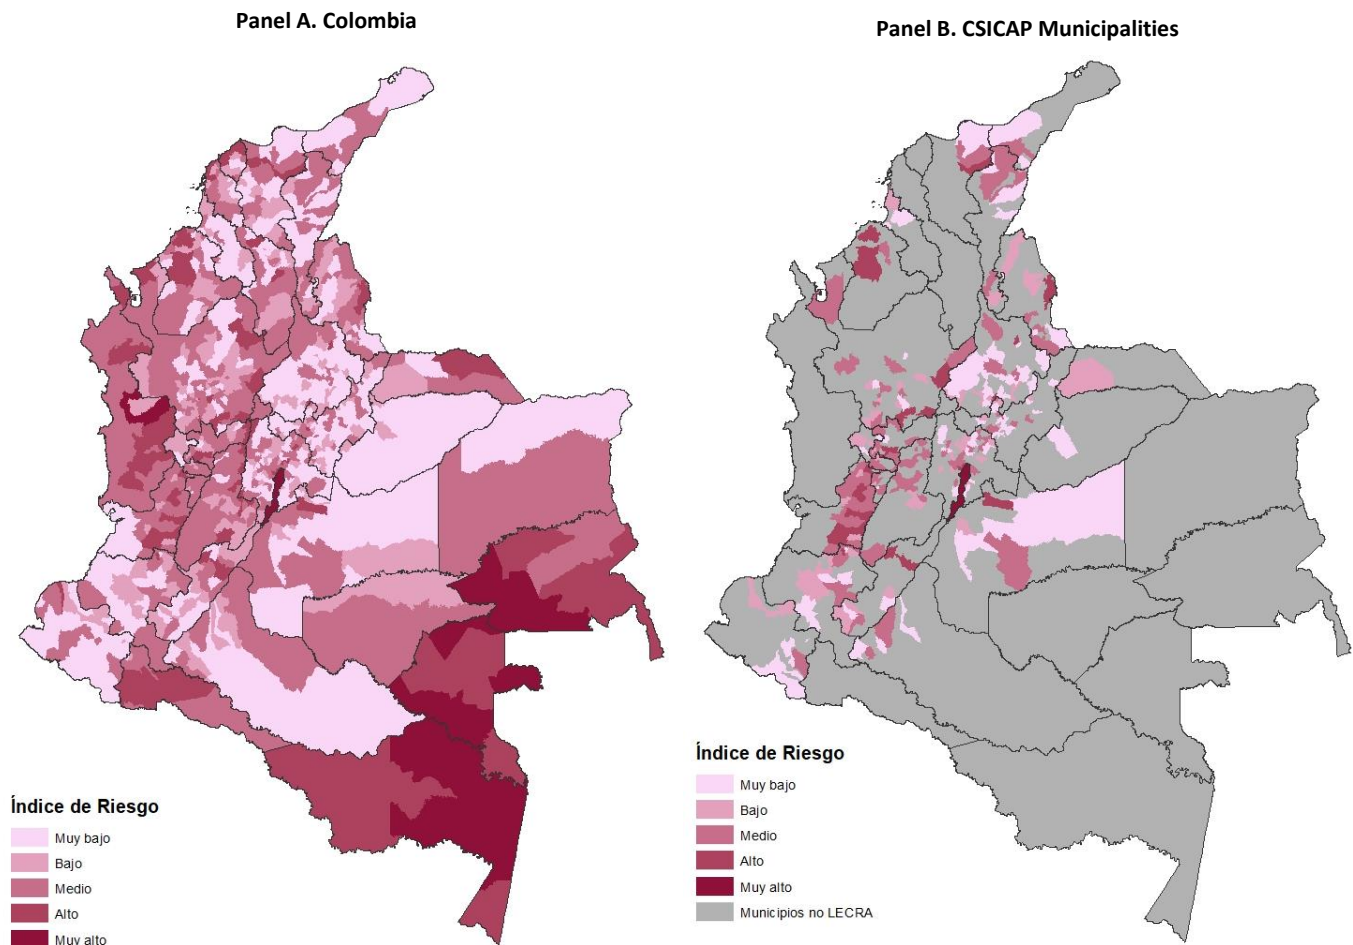 Panel A. Colombia
Panel B. CSICAP Municipalities
Índice de Riesgo
Muy bajo
Bajo
Medio
Alto
Muy alto
Índice de Riesgo
Muy bajo
Bajo
Medio
Alto
Muy alto
Municipios no LECRA